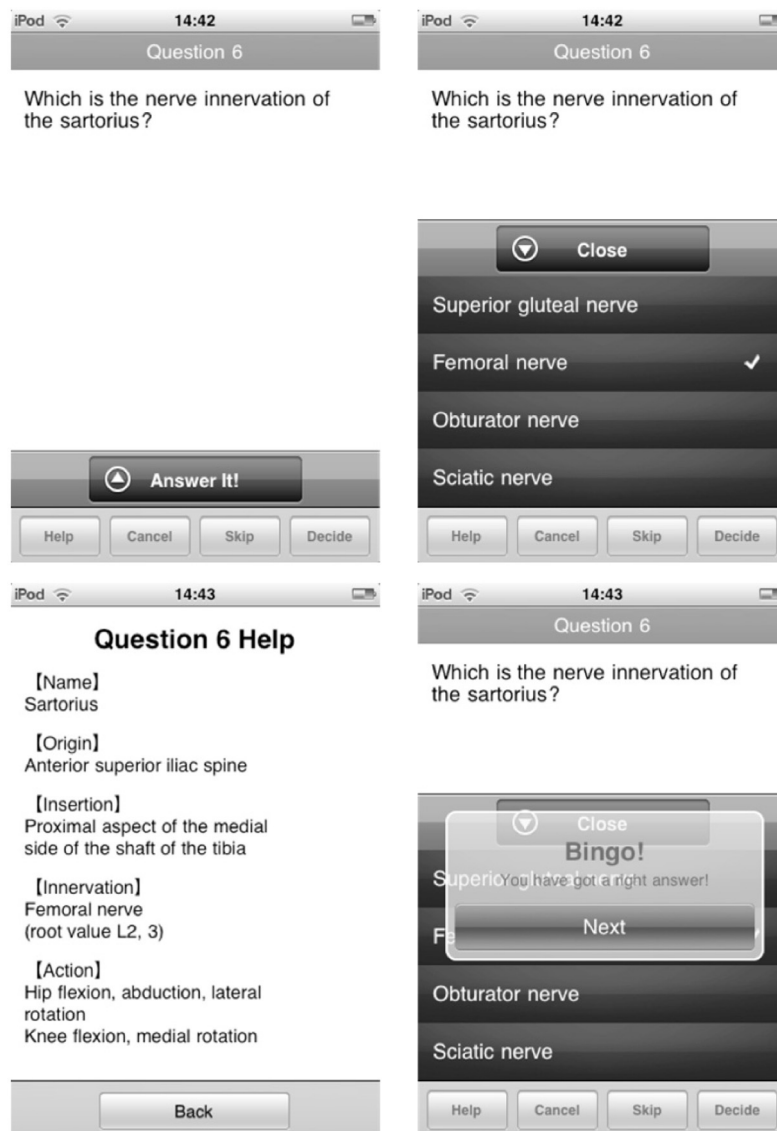 iPod 14:42
Question 6
Which is the nerve innervation of
the sartorius?
Answer It!
Help Cancel Skip Decide
iPod 14:42
Question 6
Which is the nerve innervation of
the sartorius?
Close
Superior gluteal nerve
Femoral nerve
Obturator nerve
Sciatic nerve
Help Cancel Skip Decide
iPod 14:43
Question 6 Help
【Name】
Sartorius
【Origin】
Anterior superior iliac spine
【Insertion】
Proximal aspect of the medial
side of the shaft of the tibia
【Innervation】
Femoral nerve
(root value L2, 3)
【Action】
Hip flexion, abduction, lateral
rotation
Knee flexion, medial rotation
Back
iPod 14:43
Question 6
Which is the nerve innervation of
the sartorius?
Close
Bingo!
Superior gluteal nerve
You have got a right answer!
Next
Fe
Obturator nerve
Sciatic nerve
Help Cancel Skip Decide